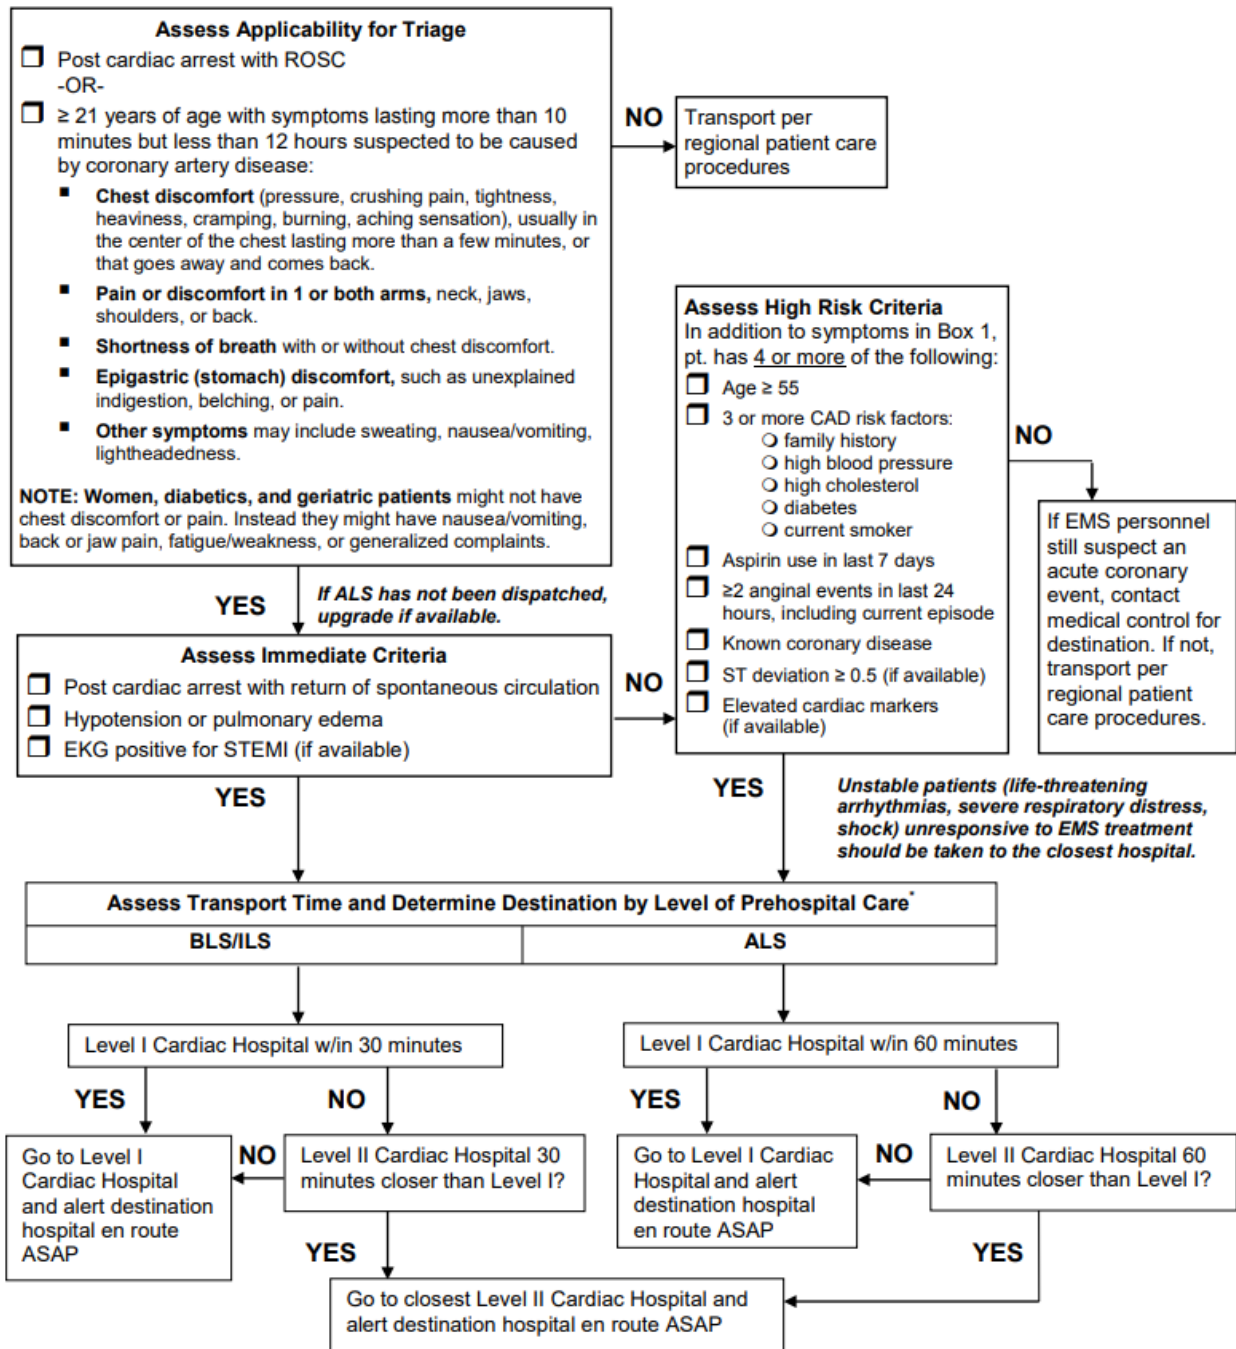 Assess Applicability for Triage
Post cardiac arrest with ROSC
-OR-
≥ 21 years of age with symptoms lasting more than 10
minutes but less than 12 hours suspected to be caused
by coronary artery disease:
Chest discomfort (pressure, crushing pain, tightness,
heaviness, cramping, burning, aching sensation), usually in
the center of the chest lasting more than a few minutes, or
that goes away and comes back.
Pain or discomfort in 1 or both arms, neck, jaws,
shoulders, or back.
Shortness of breath with or without chest discomfort.
Epigastric (stomach) discomfort, such as unexplained
indigestion, belching, or pain.
Other symptoms may include sweating, nausea/vomiting,
lightheadedness.
NOTE: Women, diabetics, and geriatric patients might not have
chest discomfort or pain. Instead they might have nausea/vomiting,
back or jaw pain, fatigue/weakness, or generalized complaints.
NO
Transport per
regional patient care
procedures
YES
If ALS has not been dispatched,
upgrade if available.
Assess Immediate Criteria
Post cardiac arrest with return of spontaneous circulation
Hypotension or pulmonary edema
EKG positive for STEMI (if available)
NO
Assess High Risk Criteria
In addition to symptoms in Box 1,
pt. has 4 or more of the following:
Age ≥ 55
3 or more CAD risk factors:
family history
high blood pressure
high cholesterol
diabetes
current smoker
Aspirin use in last 7 days
≥2 anginal events in last 24
hours, including current episode
Known coronary disease
ST deviation ≥ 0.5 (if available)
Elevated cardiac markers
(if available)
NO
If EMS personnel
still suspect an
acute coronary
event, contact
medical control for
destination. If not,
transport per
regional patient
care procedures.
YES
YES
Unstable patients (life-threatening
arrhythmias, severe respiratory distress,
shock) unresponsive to EMS treatment
should be taken to the closest hospital.
Assess Transport Time and Determine Destination by Level of Prehospital Care*
BLS/ILS
ALS
Level I Cardiac Hospital w/in 30 minutes
YES
NO
Go to Level I
Cardiac Hospital
and alert destination
hospital en route
ASAP
NO
Level II Cardiac Hospital 30
minutes closer than Level I?
YES
Level I Cardiac Hospital w/in 60 minutes
YES
NO
Go to Level I Cardiac
Hospital and alert
destination hospital
en route ASAP
NO
Level II Cardiac Hospital 60
minutes closer than Level I?
YES
Go to closest Level II Cardiac Hospital and
alert destination hospital en route ASAP